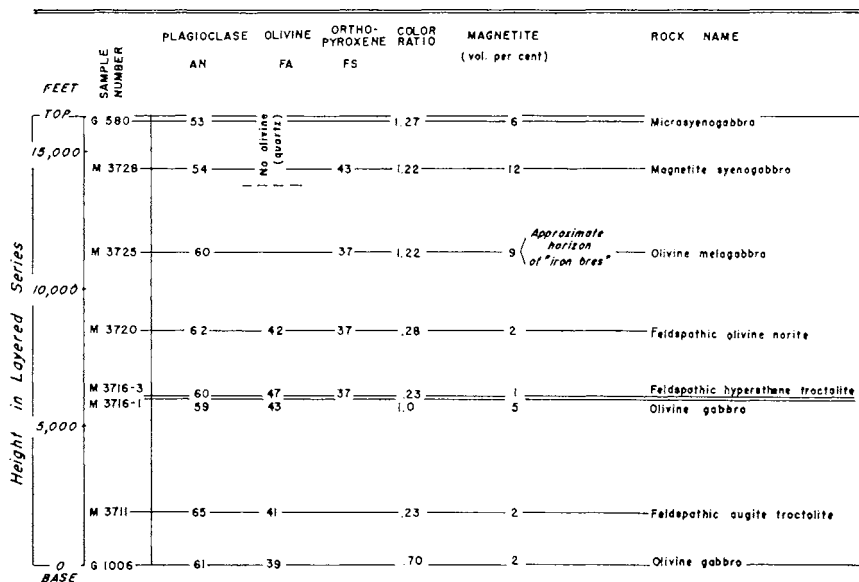 PLAGIOCLASE OLIVINE ORTHO- COLOR MAGNETITE ROCK NAME
PYROXENE RATIO (vol. per cent)
AN FA FS
FEET SAMPLE NUMBER
TOP G 580 53 1.27 6 Microsyenogabbro
No olivine (quartz)
15,000
M 3728 54 43 1.22 12 Magnetite syenogabbro
M 3725 60 37 1.22 9 Approximate horizon of "iron ores" Olivine melagabbro
10,000
M 3720 62 42 37 .28 2 Feldspathic olivine norite
M 3716-3 60 47 37 .23 1 Feldspathic hypersthene troctolite
M 3716-1 59 43 1.0 5 Olivine gabbro
5,000
M 3711 65 41 .23 2 Feldspathic augite troctolite
0 G 1006 61 39 .70 2 Olivine gabbro
BASE
Height in Layered Series